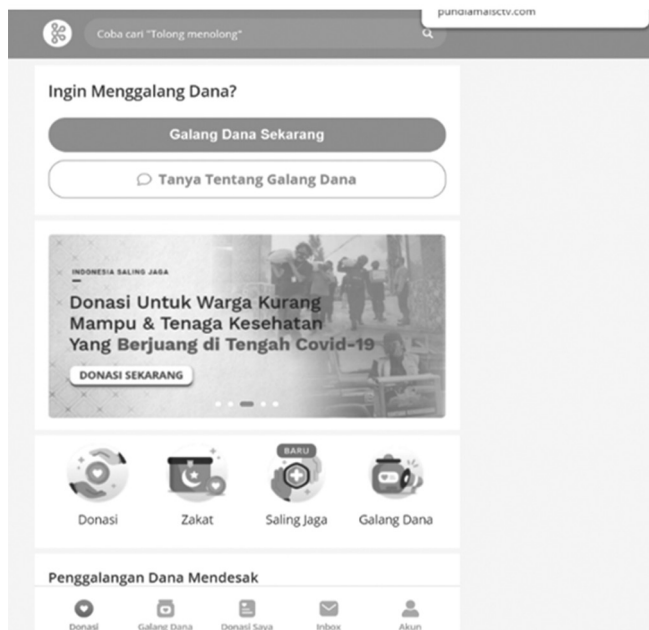 pundiamalsctv.com
Coba cari "Tolong menolong"
Ingin Menggalang Dana?
Galang Dana Sekarang
Tanya Tentang Galang Dana
INDONESIA SALING JAGA
Donasi Untuk Warga Kurang
Mampu & Tenaga Kesehatan
Yang Berjuang di Tengah Covid-19
DONASI SEKARANG
BARU
Donasi Zakat Saling Jaga Galang Dana
Penggalangan Dana Mendesak
Donasi Galang Dana Donasi Saya Inbox Akun